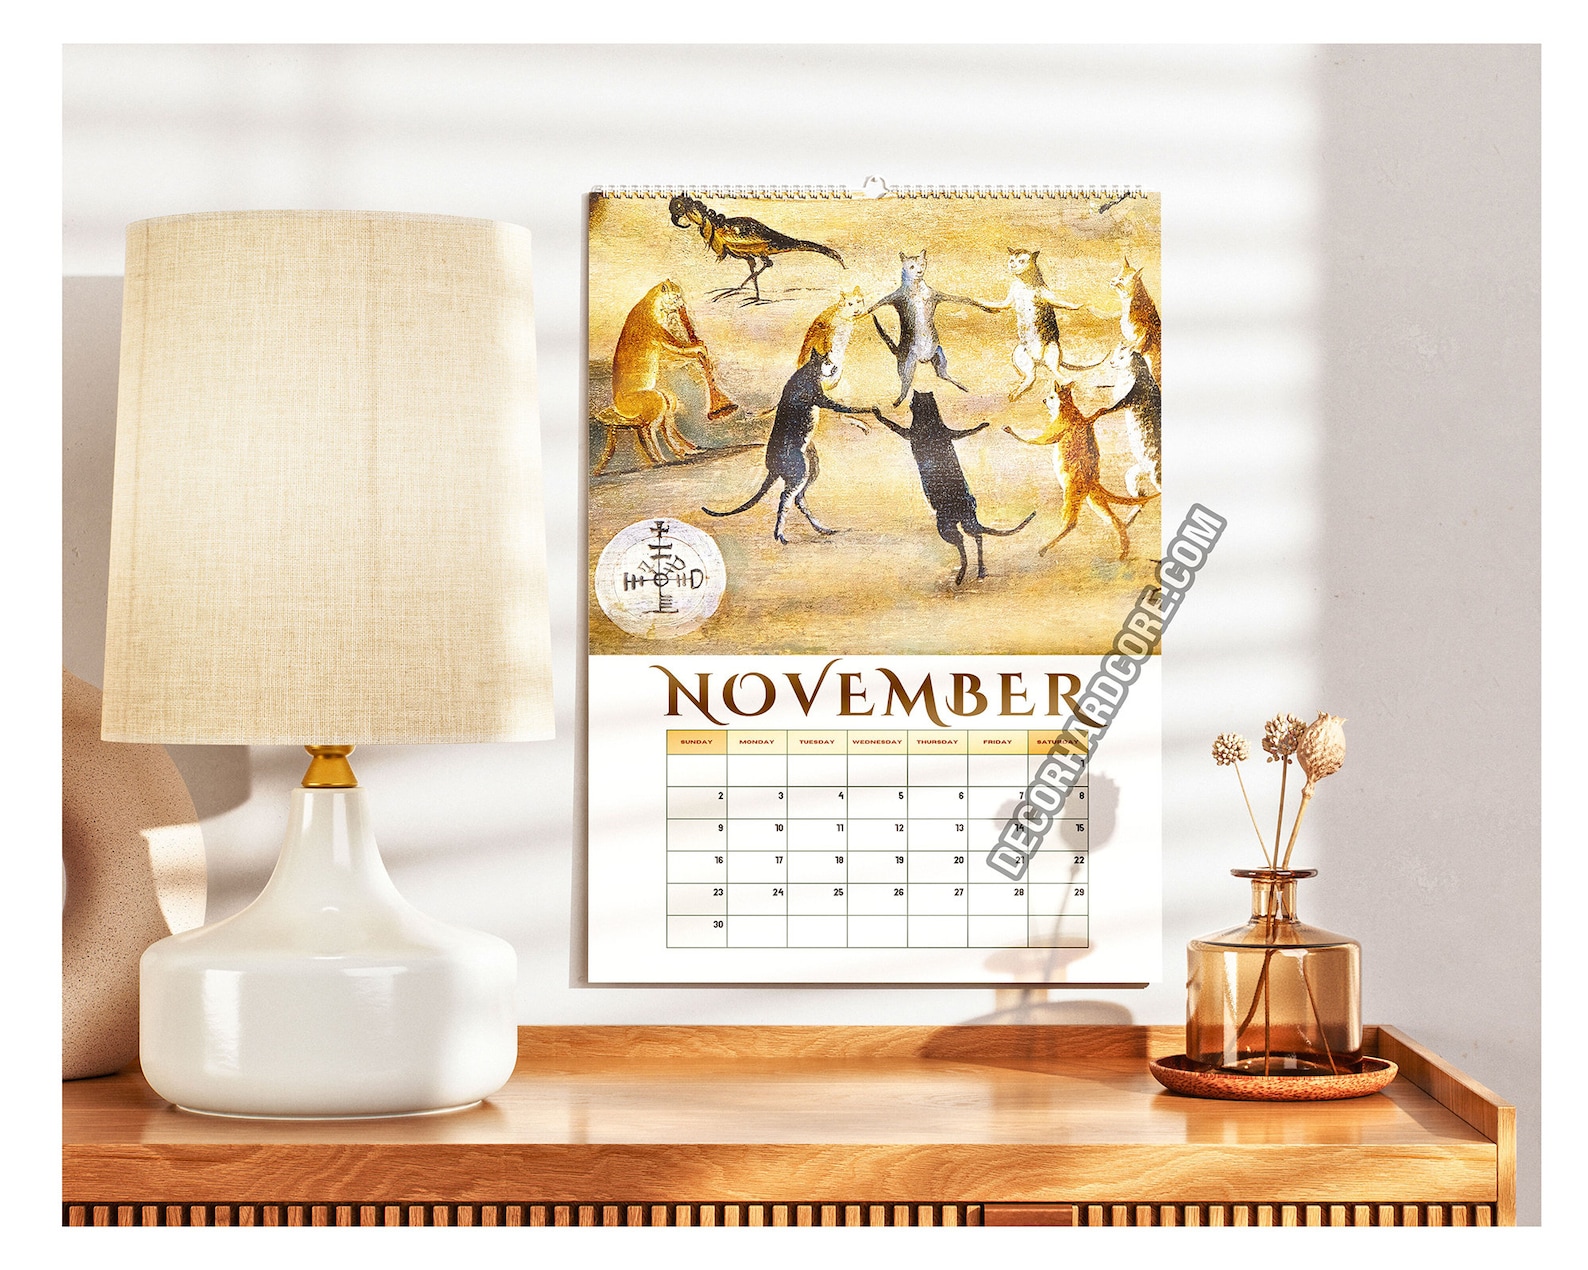 NOVEMBER
SUNDAY MONDAY TUESDAY WEDNESDAY THURSDAY FRIDAY SATURDAY
1
2 3 4 5 6 7 8
9 10 11 12 13 14 15
16 17 18 19 20 21 22
23 24 25 26 27 28 29
30
DECORHARDCORE.COM